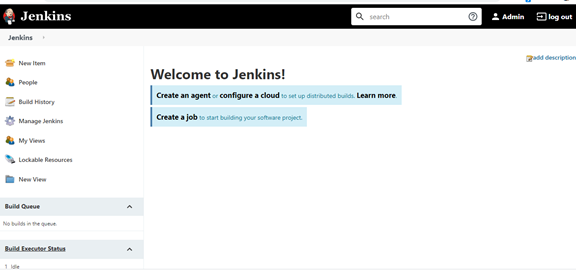 Jenkins
search
Admin
log out
Jenkins
add description
New Item
People
Build History
Manage Jenkins
My Views
Lockable Resources
New View
Build Queue
No builds in the queue.
Build Executor Status
1 Idle
Welcome to Jenkins!
Create an agent or configure a cloud to set up distributed builds. Learn more.
Create a job to start building your software project.